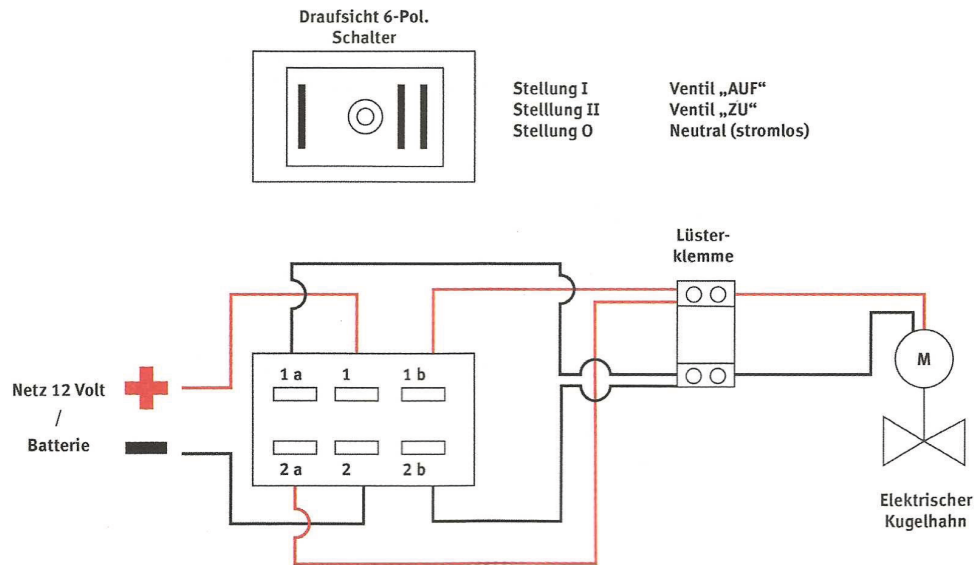 Draufsicht 6-Pol.
Schalter
Stellung I Ventil „AUF“
Stelllung II Ventil „ZU“
Stellung O Neutral (stromlos)
Lüster-
klemme
Netz 12 Volt
/
Batterie
1 a 1 1 b
2 a 2 2 b
M
Elektrischer
Kugelhahn